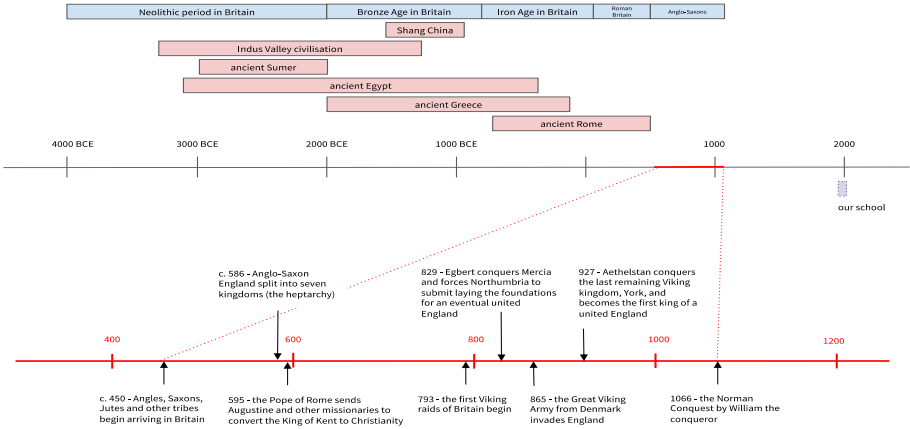 Neolithic period in Britain
Bronze Age in Britain
Iron Age in Britain
Roman
Britain
Anglo-Saxons
Shang China
Indus Valley civilisation
ancient Sumer
ancient Egypt
ancient Greece
ancient Rome
4000 BCE
3000 BCE
2000 BCE
1000 BCE
1000
2000
our school
c. 586 - Anglo-Saxon
England split into seven
kingdoms (the heptarchy)
829 - Egbert conquers Mercia
and forces Northumbria to
submit laying the foundations
for an eventual united
England
927 - Aethelstan conquers
the last remaining Viking
kingdom, York, and
becomes the first king of a
united England
400
600
800
1000
1200
c. 450 - Angles, Saxons,
Jutes and other tribes
begin arriving in Britain
595 - the Pope of Rome sends
Augustine and other missionaries to
convert the King of Kent to Christianity
793 - the first Viking
raids of Britain begin
865 - the Great Viking
Army from Denmark
invades England
1066 - the Norman
Conquest by William the
conqueror